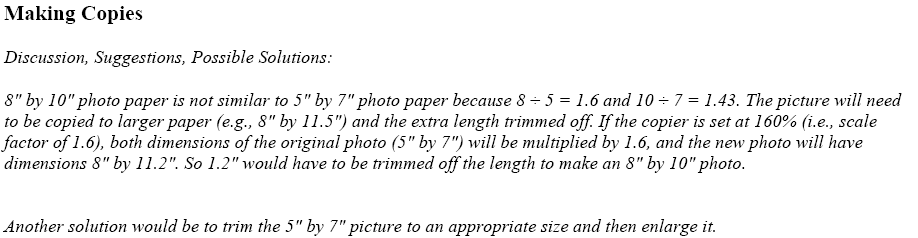 Making Copies
Discussion, Suggestions, Possible Solutions:
8" by 10" photo paper is not similar to 5" by 7" photo paper because 8 ÷ 5 = 1.6 and 10 ÷ 7 = 1.43. The picture will need
to be copied to larger paper (e.g., 8" by 11.5") and the extra length trimmed off. If the copier is set at 160% (i.e., scale
factor of 1.6), both dimensions of the original photo (5" by 7") will be multiplied by 1.6, and the new photo will have
dimensions 8" by 11.2". So 1.2" would have to be trimmed off the length to make an 8" by 10" photo.
Another solution would be to trim the 5" by 7" picture to an appropriate size and then enlarge it.